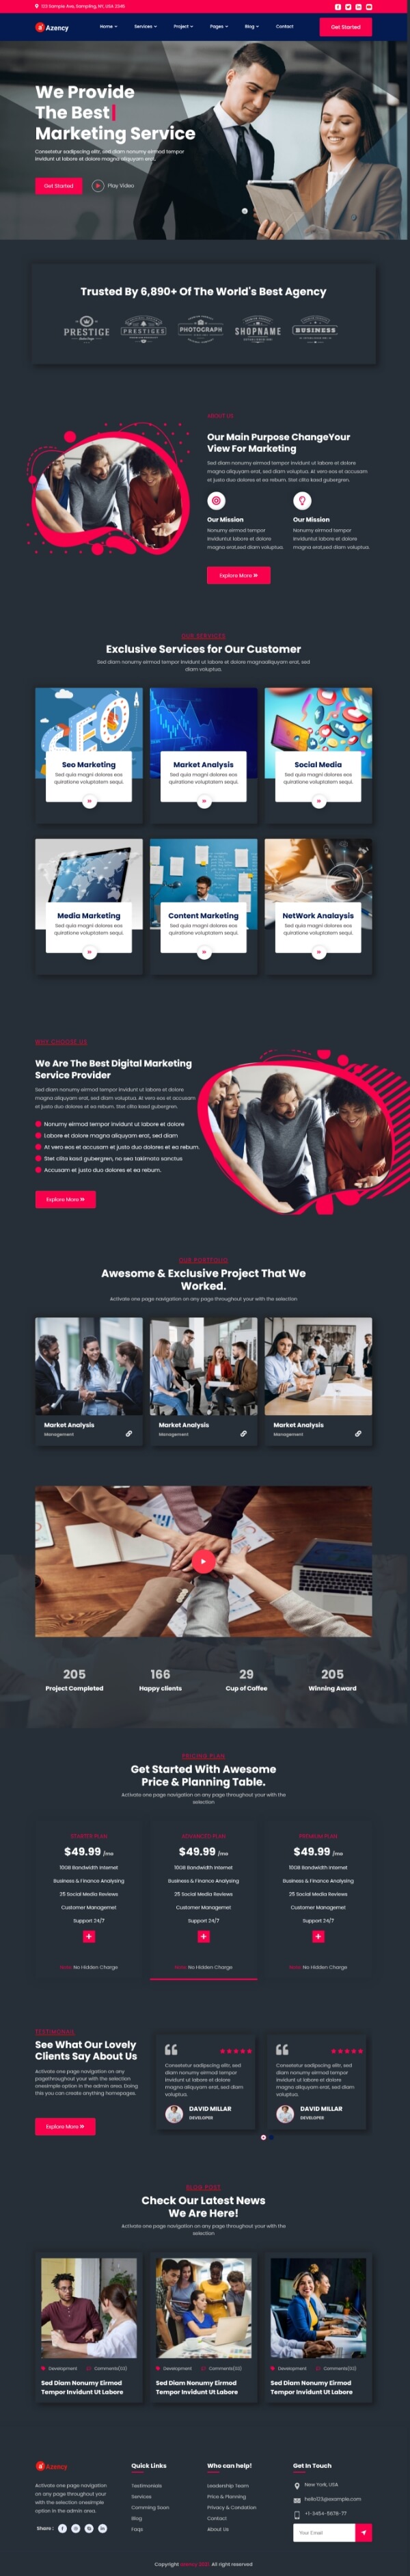 123 Sample Ave, Sampling, NY, USA 2345
Azency
Home Services Project Pages Blog Contact
Get Started
We Provide
The Best
Marketing Service
Consetetur sadipscing elitr, sed diam nonumy eirmod tempor
invidunt ut labore et dolore magna aliquyam erat.
Get Started Play Video
Trusted By 6,890+ Of The World's Best Agency
PRESTIGE
PRESTIGES
PHOTOGRAPH
SHOPNAME
BUSINESS
ABOUT US
Our Main Purpose ChangeYour
View For Marketing
Sed diam nonumy eirmod tempor invidunt ut labore et dolore
magna aliquyam erat, sed diam voluptua. At vero eos et accusam
et justo duo dolores et ea rebum. Stet clita kasd gubergren.
Our Mission
Nonumy eirmod tempor
inviduntut labore et dolore
magna erat,sed diam voluptua.
Our Mission
Nonumy eirmod tempor
inviduntut labore et dolore
magna erat,sed diam voluptua.
Explore More
OUR SERVICES
Exclusive Services for Our Customer
Sed diam nonumy eirmod tempor invidunt ut labore et dolore magnaaliquyam erat, sed
diam voluptua.
SEO
Seo Marketing
Sed quia magni dolores eos
quiratione voluptatem sequi.
Market Analysis
Sed quia magni dolores eos
quiratione voluptatem sequi.
Social Media
Sed quia magni dolores eos
quirations voluptatem sequi.
Media Marketing
Sed quia magni dolores eos
quirations voluptatem sequi.
Content Marketing
Sed quia magni dolores eos
quirations voluptatem sequi.
NetWork Analaysis
Sed quia magni dolores eos
quirations voluptatem sequi.
WHY CHOOSE US
We Are The Best Digital Marketing
Service Provider
Sed diam nonumy eirmod tempor invidunt ut labore et dolore
magna aliquyam erat, sed diam voluptua. At vero eos et accusam
et justo duo dolores et ea rebum. Stet clita kasd gubergren.
Nonumy eirmod tempor invidunt ut labore et dolore
Labore et dolore magna aliquyam erat, sed diam
At vero eos et accusam et justo duo dolores et ea rebum.
Stet clita kasd gubergren, no sea takimata sanctus
Accusam et justo duo dolores et ea rebum.
Explore More
OUR PORTFOLIO
Awesome & Exclusive Project That We
Worked.
Activate one page navigation on any page throughout your with the selection
Market Analysis
Management
Market Analysis
Management
Market Analysis
Management
205
Project Completed
166
Happy clients
29
Cup of Coffee
205
Winning Award
PRICING PLAN
Get Started With Awesome
Price & Planning Table.
Activate one page navigation on any page throughout your with the
selection
STARTER PLAN
$49.99 /mo
10GB Bandwidth Internet
Business & Finance Analysing
25 Social Media Reviews
Customer Managemet
Support 24/7
Note: No Hidden Charge
ADVANCED PLAN
$49.99 /mo
10GB Bandwidth Internet
Business & Finance Analysing
25 Social Media Reviews
Customer Managemet
Support 24/7
Note: No Hidden Charge
PREMIUM PLAN
$49.99 /mo
10GB Bandwidth Internet
Business & Finance Analysing
25 Social Media Reviews
Customer Managemet
Support 24/7
Note: No Hidden Charge
TESTIMONIAL
See What Our Lovely
Clients Say About Us
Activate one page navigation on any
pagethroughout your with the selection
onesimple option in the admin area. Doing
this you can create anything homepages.
Explore More
Consetetur sadipscing elitr, sed
diam nonumy eirmod tempor
invidunt ut labore et dolore
magna aliquyam erat, sed diam
voluptua.
DAVID MILLAR
DEVELOPER
Consetetur sadipscing elitr, sed
diam nonumy eirmod tempor
invidunt ut labore et dolore
magna aliquyam erat, sed diam
voluptua.
DAVID MILLAR
DEVELOPER
BLOG POST
Check Our Latest News
We Are Here!
Activate one page navigation on any page throughout your with the
selection
Development Comments(03)
Sed Diam Nonumy Eirmod
Tempor Invidunt Ut Labore
Development Comments(03)
Sed Diam Nonumy Eirmod
Tempor Invidunt Ut Labore
Development Comments(03)
Sed Diam Nonumy Eirmod
Tempor Invidunt Ut Labore
Azency
Activate one page navigation
on any page throughout your
with the selection onesimple
option in the admin area.
Share :
Quick Links
Testimonials
Services
Comming Soon
Blog
Faqs
Who can help!
Leadership Team
Price & Planning
Privacy & Condation
Contact
About Us
Get In Touch
New York, USA
hello123@example.com
+1-3454-5678-77
Your Email
Copyright Azency 2021. All right reserved